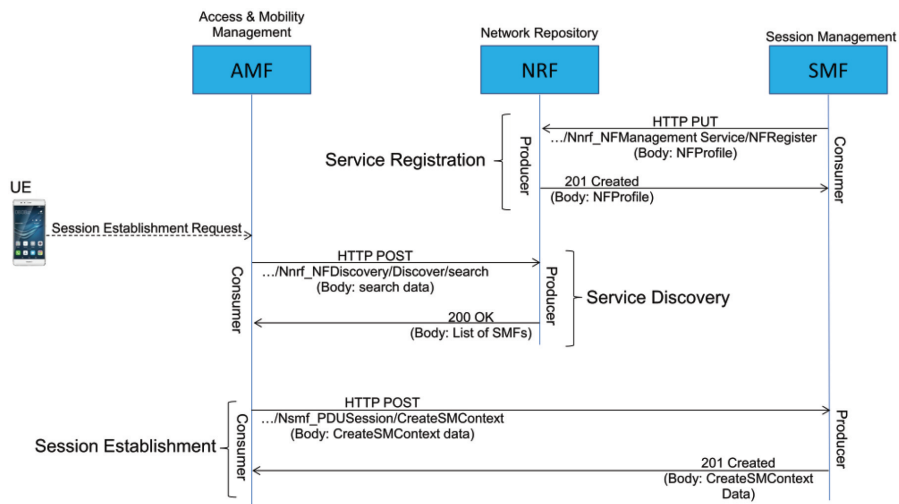 Access & Mobility
Management
Network Repository
Session Management
AMF
NRF
SMF
HTTP PUT
…/Nnrf_NFManagement Service/NFRegister
(Body: NFProfile)
Service Registration
Producer
Consumer
201 Created
(Body: NFProfile)
UE
Session Establishment Request
HTTP POST
…/Nnrf_NFDiscovery/Discover/search
(Body: search data)
Consumer
Producer
Service Discovery
200 OK
(Body: List of SMFs)
HTTP POST
…/Nsmf_PDUSession/CreateSMContext
(Body: CreateSMContext data)
Session Establishment
Consumer
Producer
201 Created
(Body: CreateSMContext
Data)